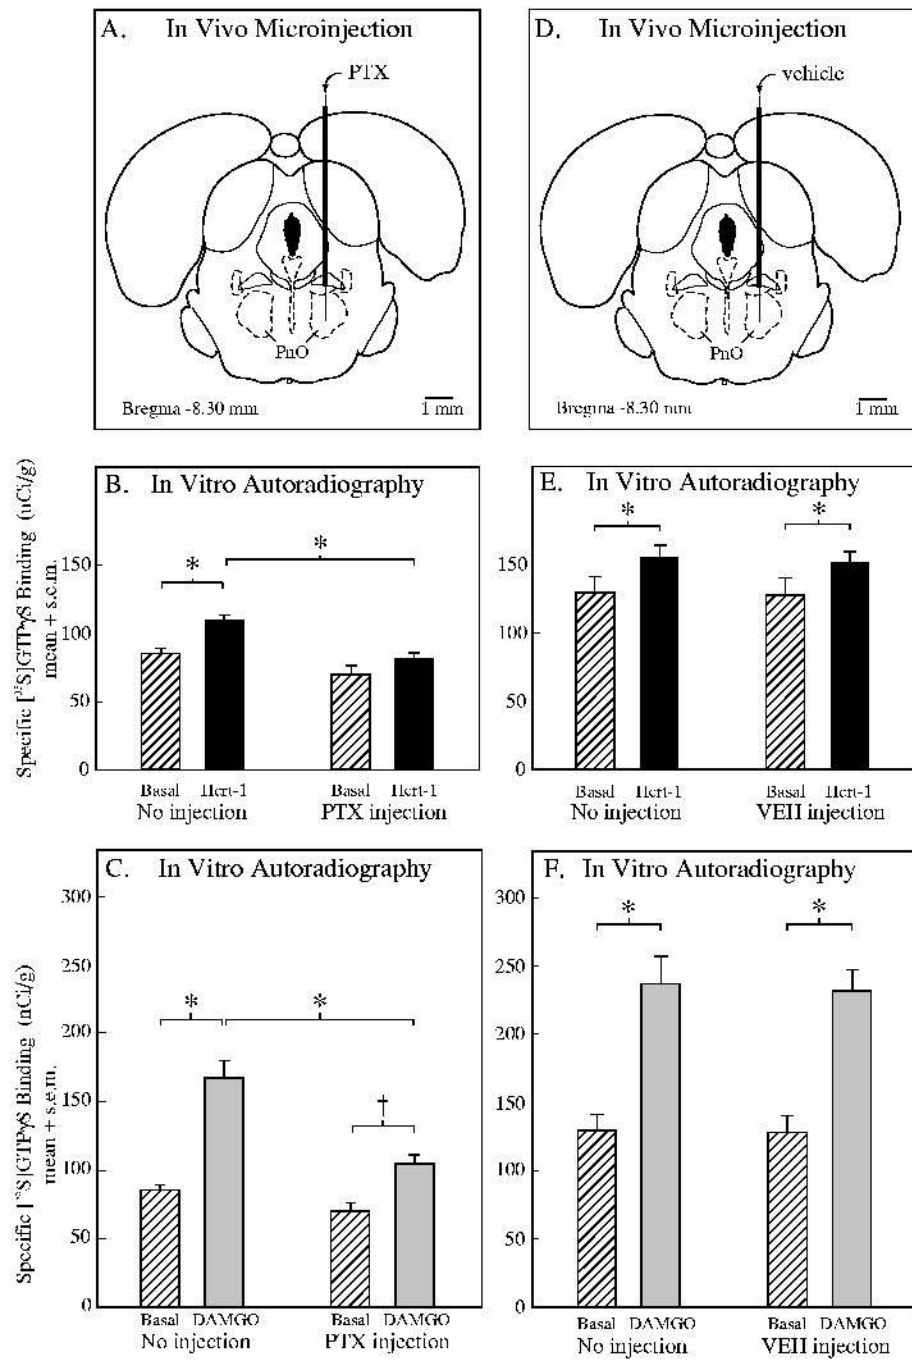 A. In Vivo Microinjection
PTX
PnO
Bregma -8.30 mm
1 mm
D. In Vivo Microinjection
vehicle
PnO
Bregma -8.30 mm
1 mm
B. In Vitro Autoradiography
Specific [³⁵S]GTPγS Binding (nCi/g)
mean + s.e.m.
150
100
50
0
*
*
Basal Hcrt-1 Basal Hcrt-1
No injection PTX injection
E. In Vitro Autoradiography
150
100
50
0
*
*
Basal Hcrt-1 Basal Hcrt-1
No injection VEH injection
C. In Vitro Autoradiography
Specific [³⁵S]GTPγS Binding (nCi/g)
mean + s.e.m.
300
250
200
150
100
50
0
*
*
†
Basal DAMGO Basal DAMGO
No injection PTX injection
F. In Vitro Autoradiography
300
250
200
150
100
50
0
*
*
Basal DAMGO Basal DAMGO
No injection VEH injection